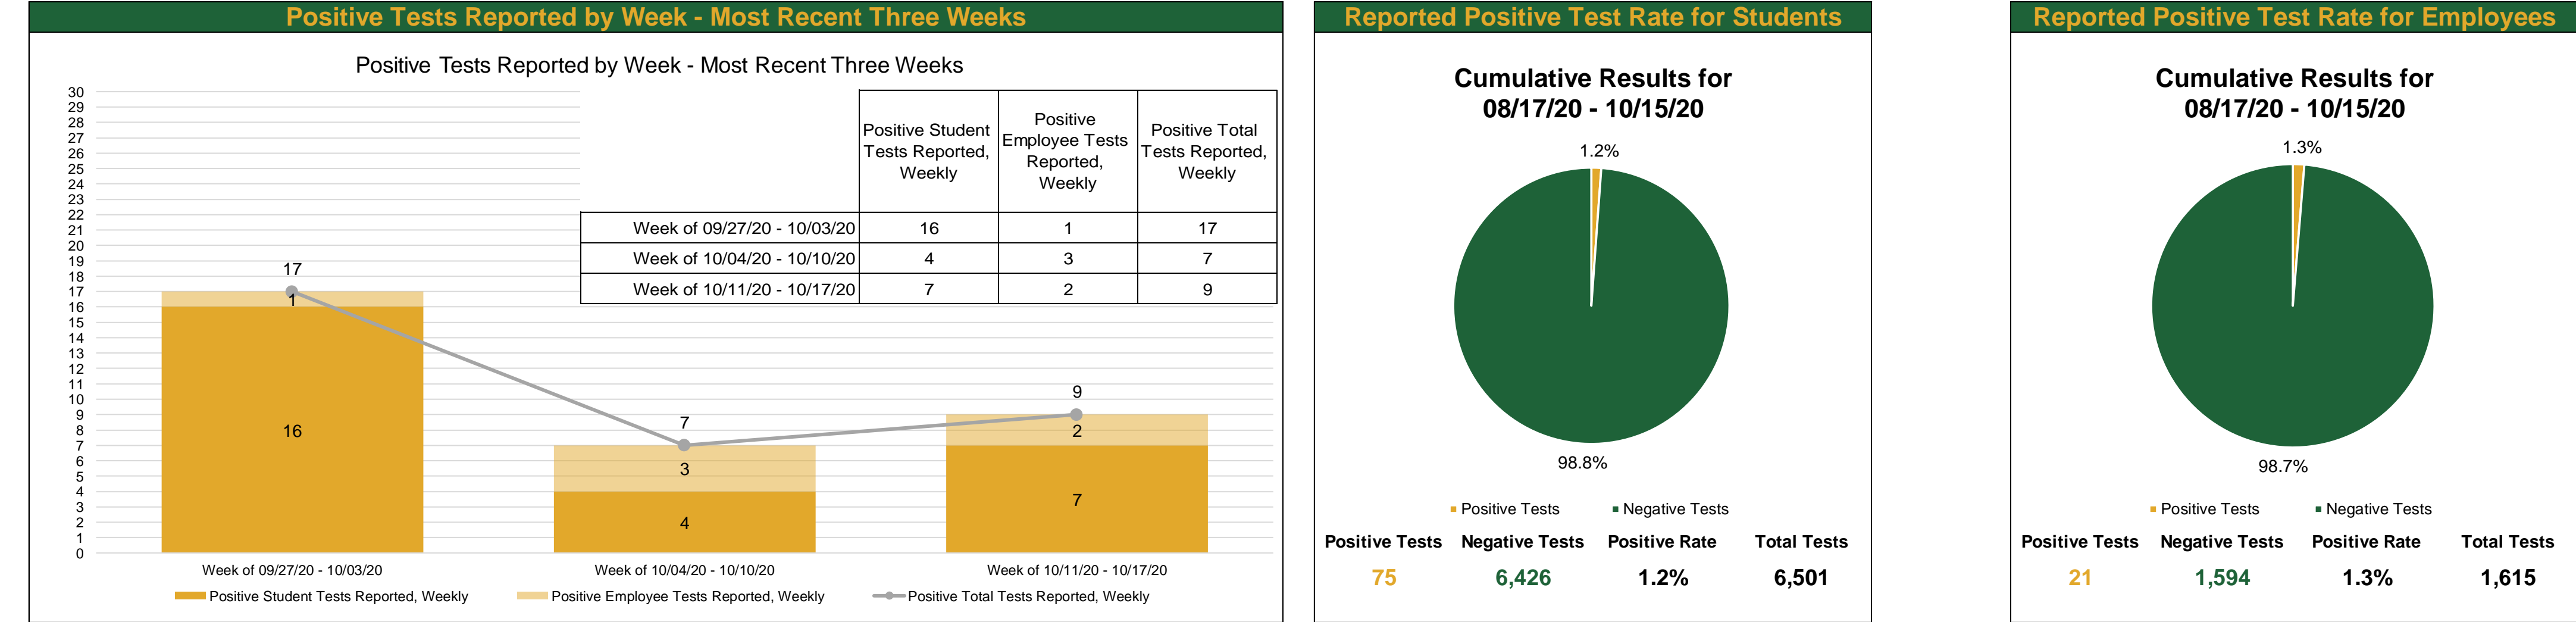 Positive Tests Reported by Week - Most Recent Three Weeks
Positive Tests Reported by Week - Most Recent Three Weeks
30
29
28
27
26
25
24
23
22
21
20
19
18
17
16
15
14
13
12
11
10
9
8
7
6
5
4
3
2
1
0
Positive Student
Tests Reported,
Weekly
Positive
Employee Tests
Reported,
Weekly
Positive Total
Tests Reported,
Weekly
Week of 09/27/20 - 10/03/20 16 1 17
Week of 10/04/20 - 10/10/20 4 3 7
Week of 10/11/20 - 10/17/20 7 2 9
17
1
16
7
3
4
9
2
7
Week of 09/27/20 - 10/03/20 Week of 10/04/20 - 10/10/20 Week of 10/11/20 - 10/17/20
Positive Student Tests Reported, Weekly Positive Employee Tests Reported, Weekly Positive Total Tests Reported, Weekly
Reported Positive Test Rate for Students
Cumulative Results for
08/17/20 - 10/15/20
1.2%
98.8%
Positive Tests Negative Tests
Positive Tests Negative Tests Positive Rate Total Tests
75 6,426 1.2% 6,501
Reported Positive Test Rate for Employees
Cumulative Results for
08/17/20 - 10/15/20
1.3%
98.7%
Positive Tests Negative Tests
Positive Tests Negative Tests Positive Rate Total Tests
21 1,594 1.3% 1,615